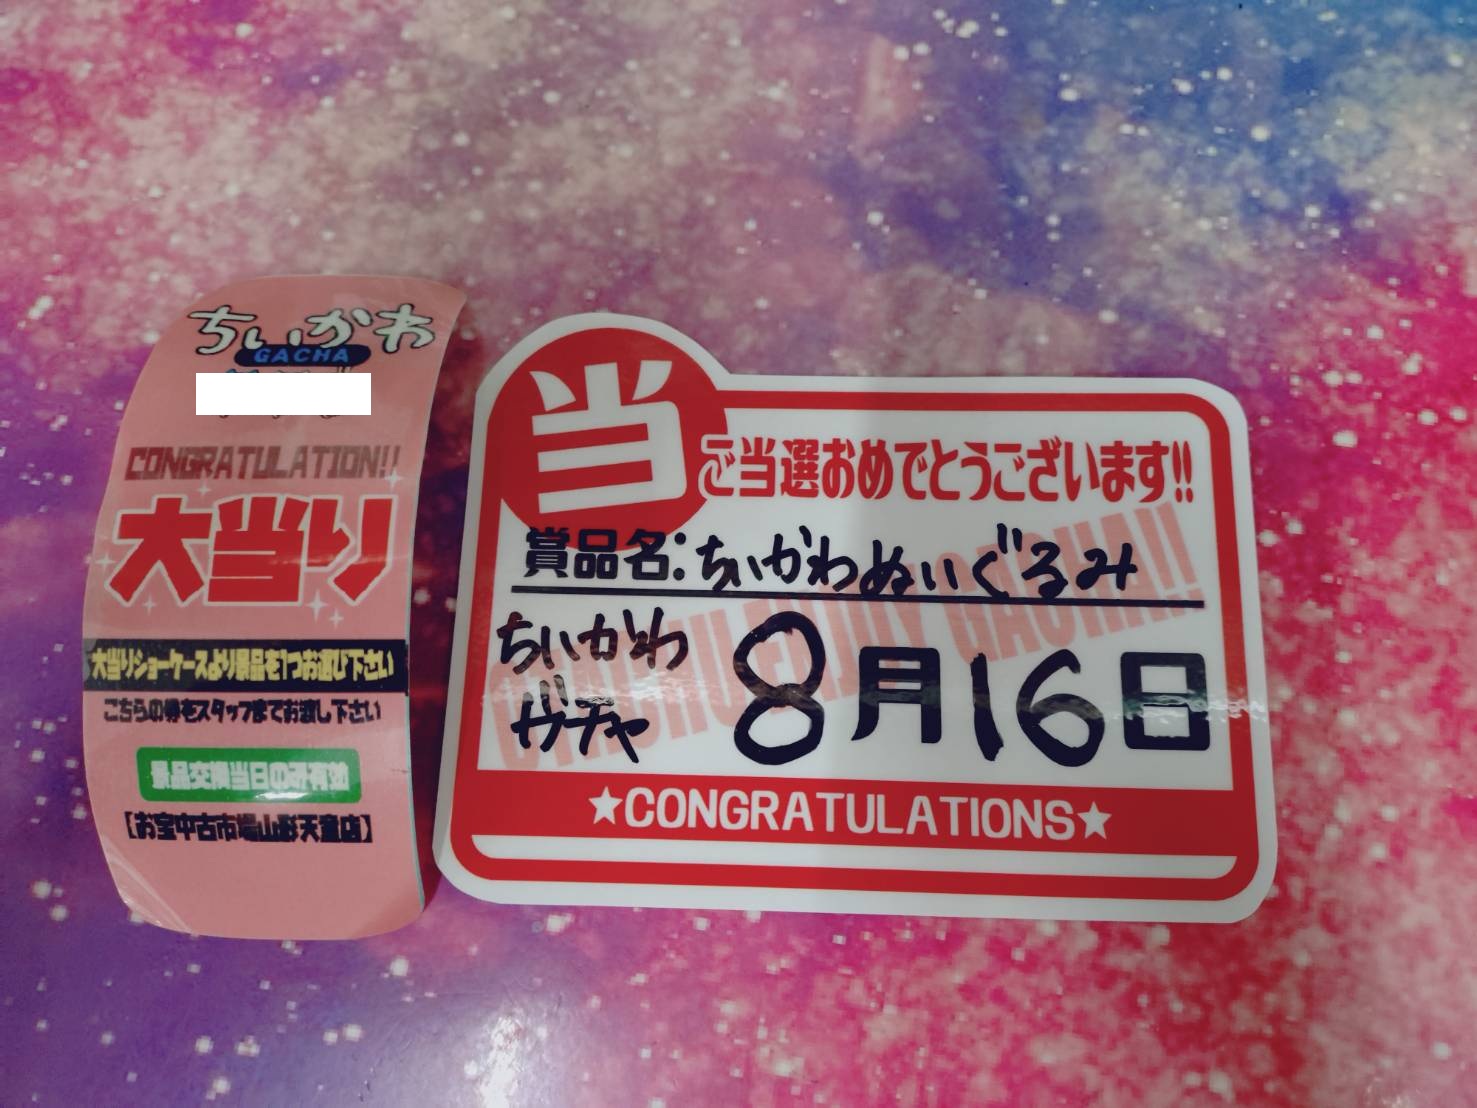 ちいかわ
GACHA
CONGRATULATION!!
大当り
大当りショーケースより景品を1つお選び下さい
こちらの券をスタッフまでお渡し下さい
景品交換当日のみ有効
【お宝中古市場山形天童店】
当
ご当選おめでとうございます!!
賞品名:ちいかわぬいぐるみ
ちいかわ
ガチャ
8月16日
ENJOY GACHA!!
★CONGRATULATIONS★